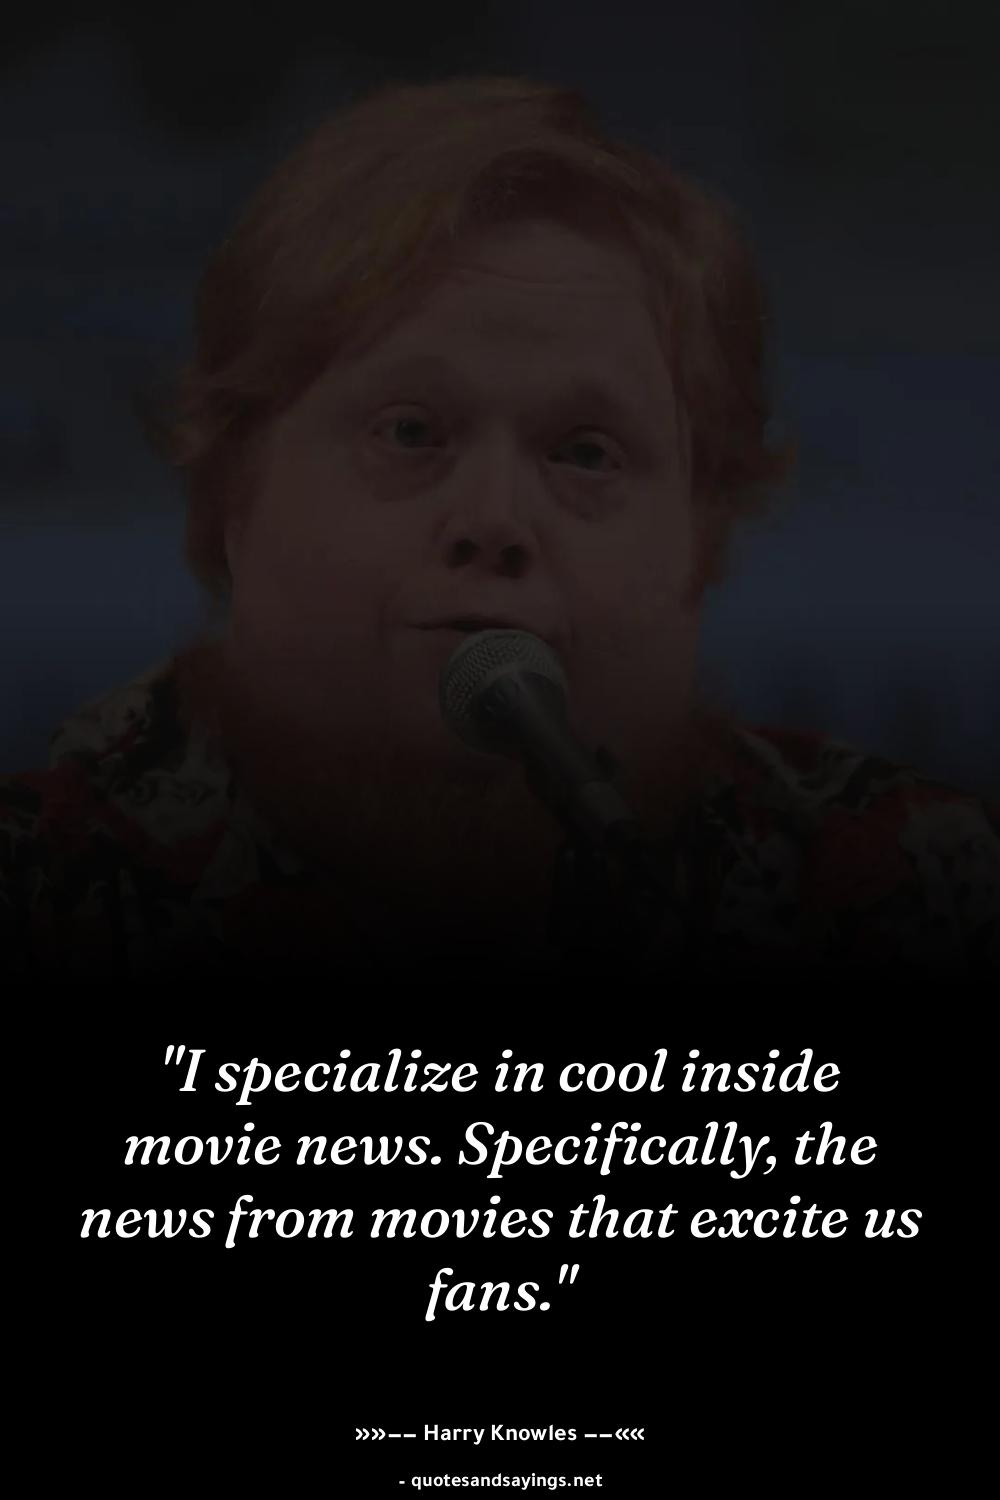 "I specialize in cool inside
movie news. Specifically, the
news from movies that excite us
fans."
»»−− Harry Knowles −−««
- quotesandsayings.net